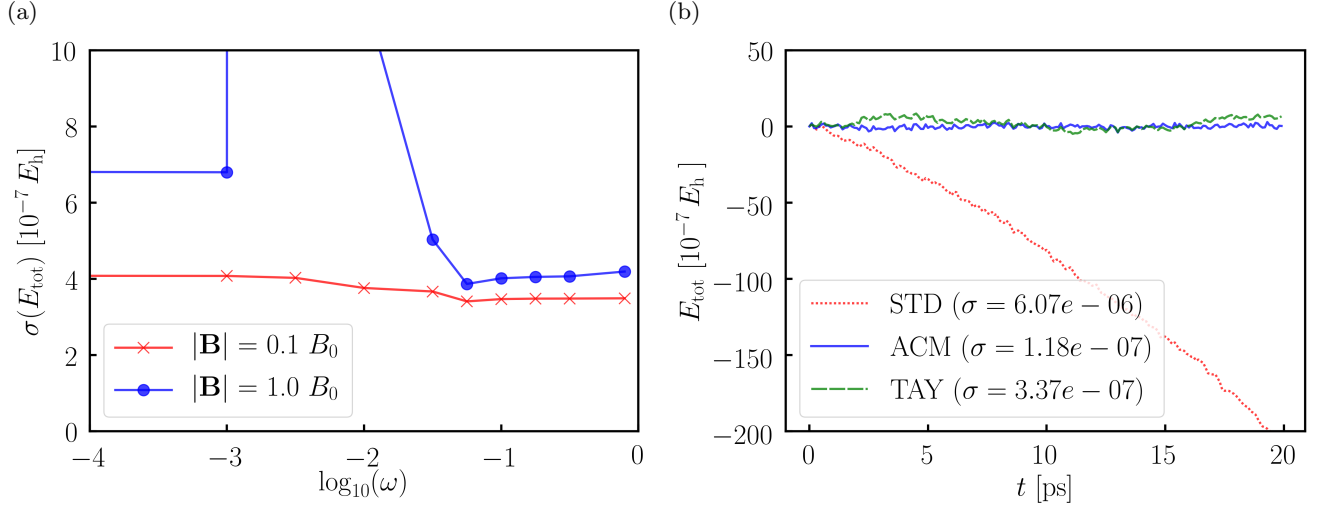 (a)
10
8
6
4
2
0
σ(E_tot) [10⁻⁷ E_h]
|B| = 0.1 B₀
|B| = 1.0 B₀
−4
−3
−2
−1
0
log₁₀(ω)
(b)
50
0
−50
−100
−150
−200
E_tot [10⁻⁷ E_h]
STD (σ = 6.07e − 06)
ACM (σ = 1.18e − 07)
TAY (σ = 3.37e − 07)
0
5
10
15
20
t [ps]